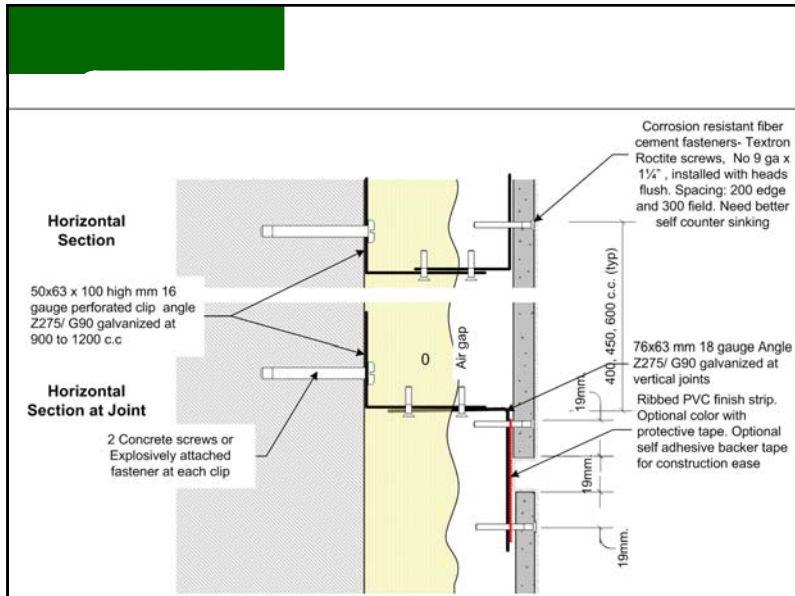 Corrosion resistant fiber
cement fasteners- Textron
Roctite screws, No 9 ga x
1¼" , installed with heads
flush. Spacing: 200 edge
and 300 field. Need better
self counter sinking
Horizontal
Section
50x63 x 100 high mm 16
gauge perforated clip angle
Z275/ G90 galvanized at
900 to 1200 c.c
Horizontal
Section at Joint
2 Concrete screws or
Explosively attached
fastener at each clip
0
Air gap
400, 450, 600 c.c. (typ)
76x63 mm 18 gauge Angle
Z275/ G90 galvanized at
vertical joints
19mm.
Ribbed PVC finish strip.
Optional color with
protective tape. Optional
self adhesive backer tape
for construction ease
19mm.
19mm.